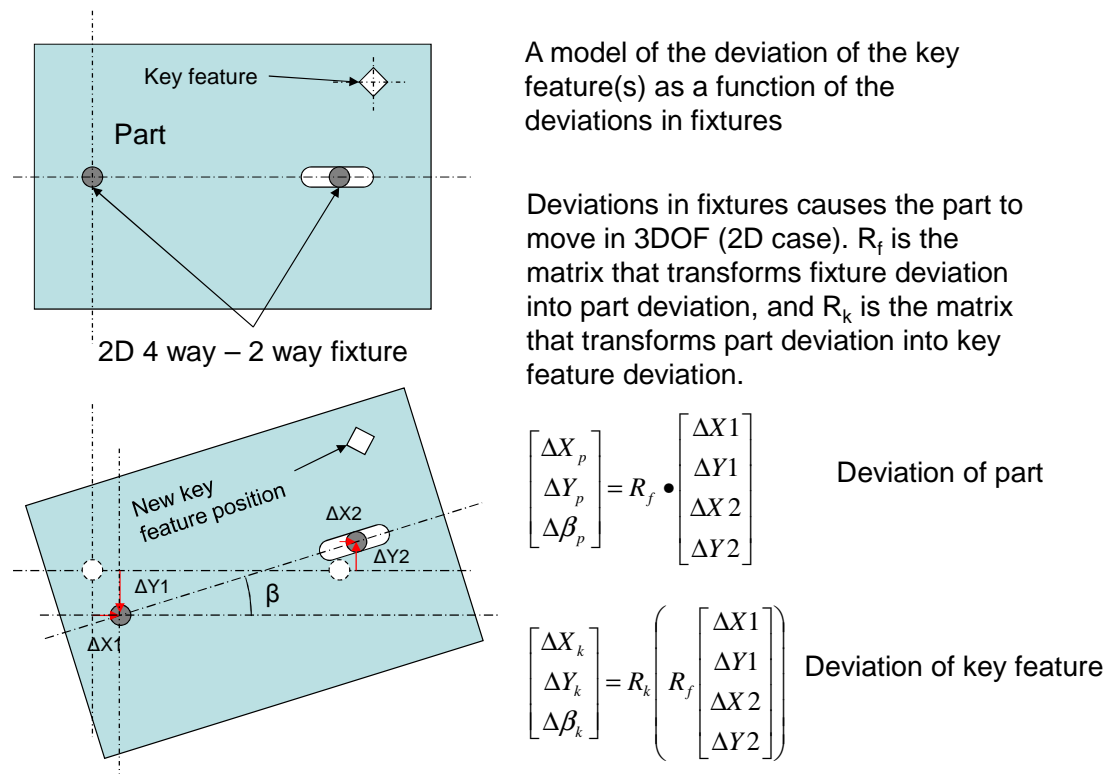 Key feature
Part
2D 4 way – 2 way fixture
A model of the deviation of the key
feature(s) as a function of the
deviations in fixtures
Deviations in fixtures causes the part to
move in 3DOF (2D case). R_f is the
matrix that transforms fixture deviation
into part deviation, and R_k is the matrix
that transforms part deviation into key
feature deviation.
New key
feature position
ΔX2
ΔY2
ΔY1
β
ΔX1
[ΔX_p ΔY_p Δβ_p] = R_f • [ΔX1 ΔY1 ΔX2 ΔY2]
Deviation of part
[ΔX_k ΔY_k Δβ_k] = R_k ( R_f [ΔX1 ΔY1 ΔX2 ΔY2] )
Deviation of key feature